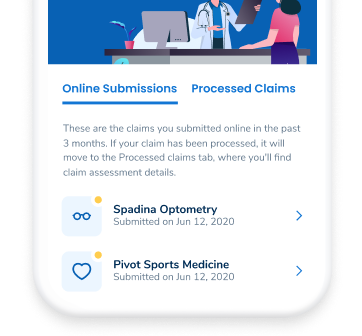 Online Submissions Processed Claims
These are the claims you submitted online in the past
3 months. If your claim has been processed, it will
move to the Processed claims tab, where you'll find
claim assessment details.
Spadina Optometry
Submitted on Jun 12, 2020
Pivot Sports Medicine
Submitted on Jun 12, 2020